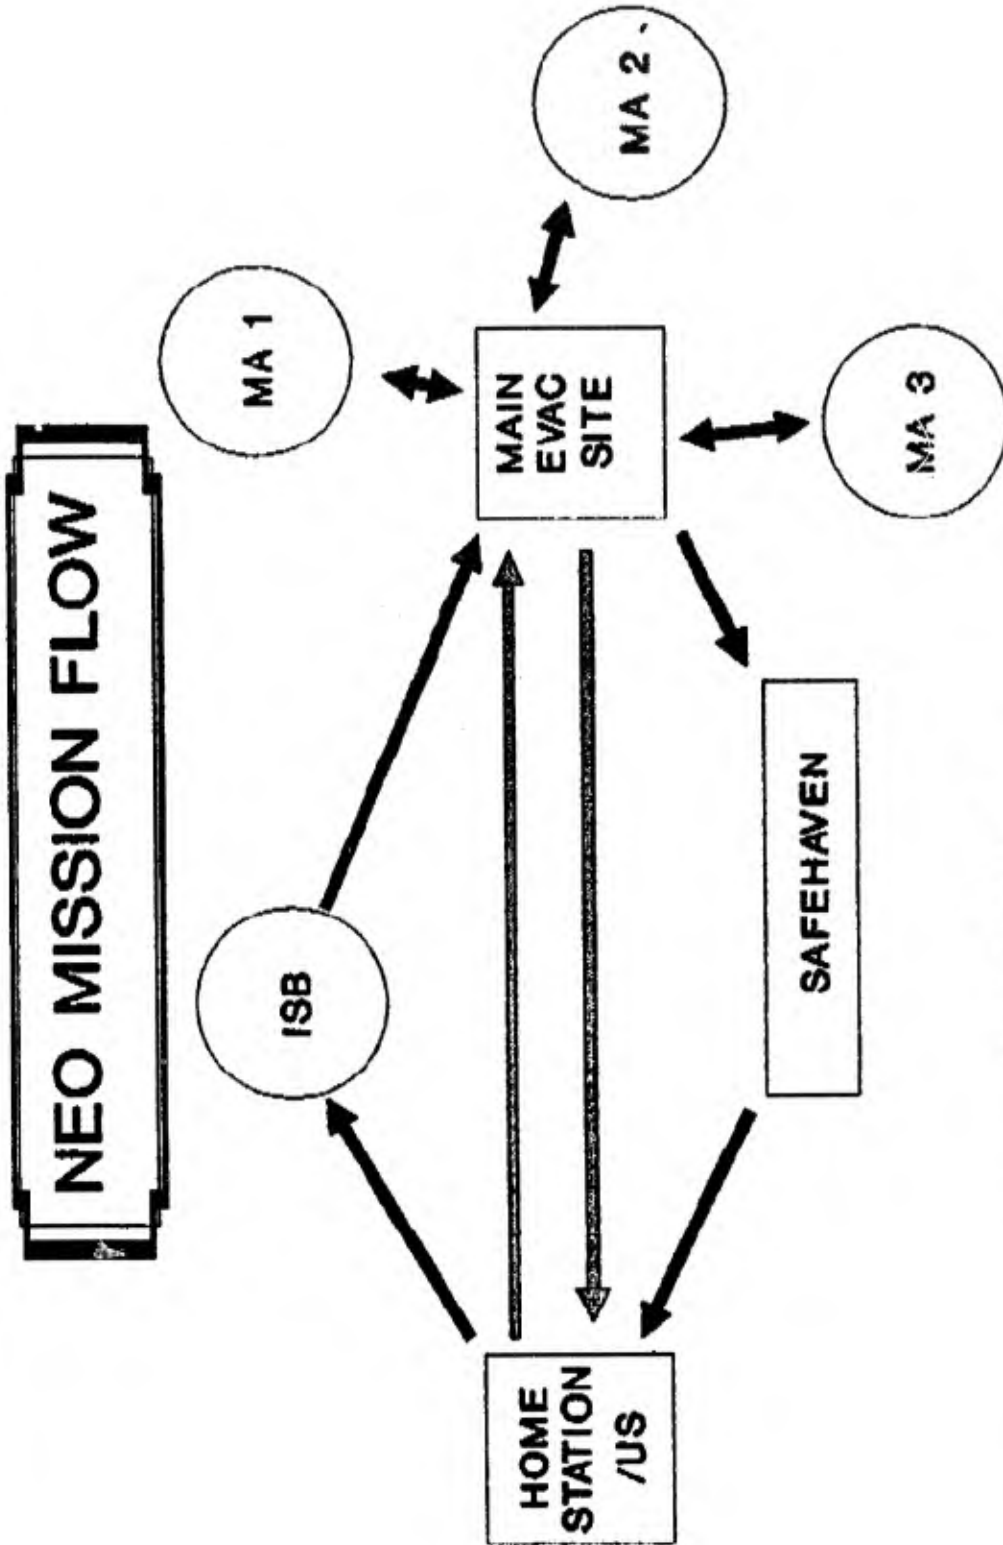 NEO MISSION FLOW
MA 1
ISB
MA 2
HOME
STATION
/US
MAIN
EVAC
SITE
SAFEHAVEN
MA 3